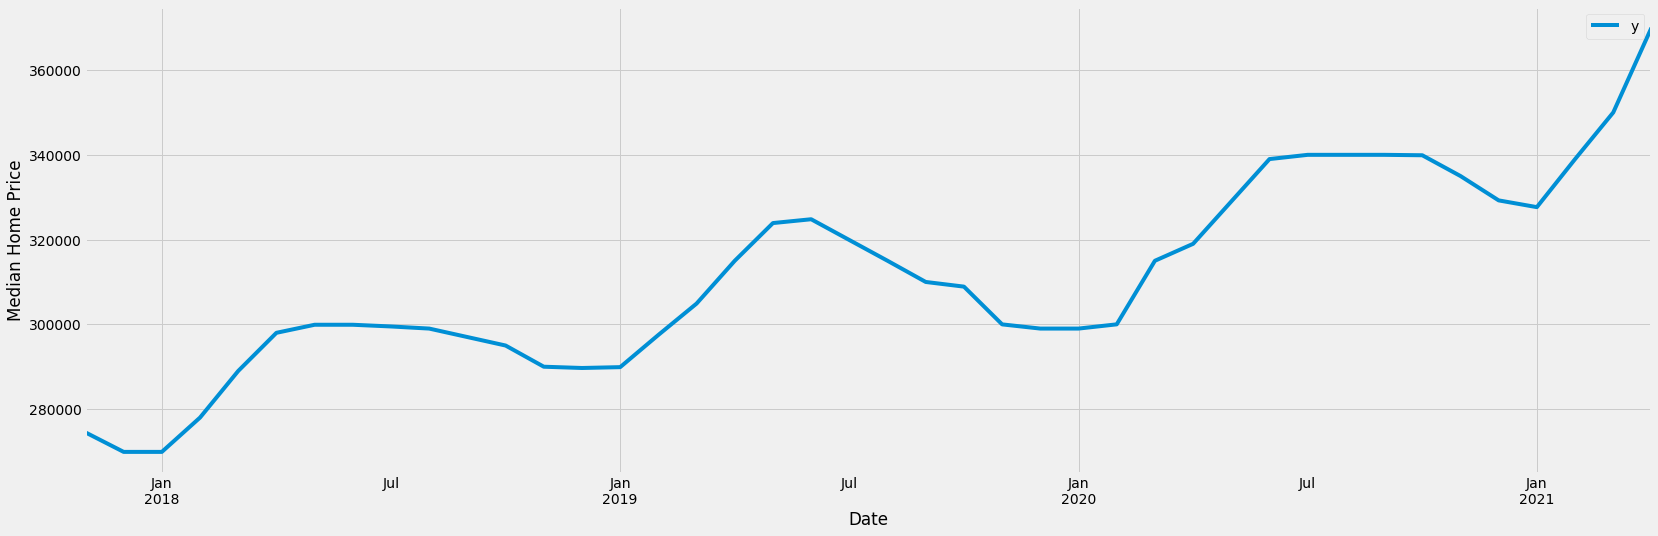 y
360000
340000
320000
300000
280000
Median Home Price
Jan Jul Jan Jul Jan Jul Jan
2018 2019 2020 2021
Date